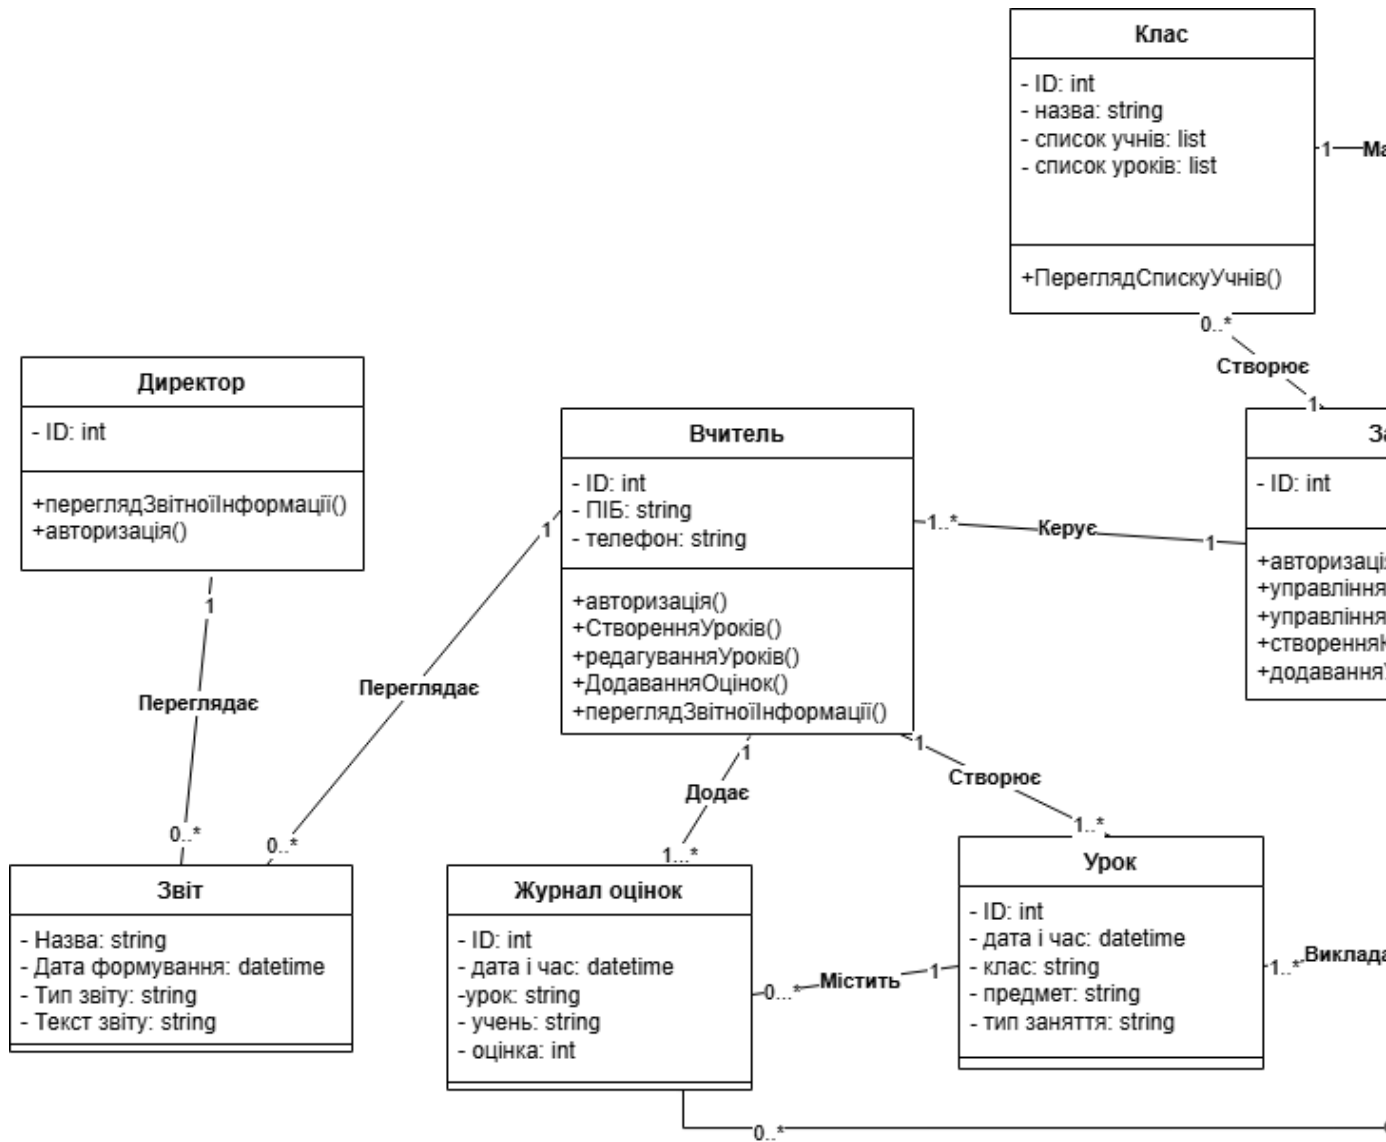 Клас
- ID: int
- назва: string
- список учнів: list
- список уроків: list
+ПереглядСпискуУчнів()
1
0..*
Створює
1
Директор
- ID: int
+переглядЗвітноїІнформації()
+авторизація()
1
Переглядає
0..*
Вчитель
- ID: int
- ПІБ: string
- телефон: string
+авторизація()
+СтворенняУроків()
+редагуванняУроків()
+ДодаванняОцінок()
+переглядЗвітноїІнформації()
1
Переглядає
0..*
1..*
Керує
1
- ID: int
+управління
+управління
1
Додає
1...*
1
Створює
1..*
Звіт
- Назва: string
- Дата формування: datetime
- Тип звіту: string
- Текст звіту: string
Журнал оцінок
- ID: int
- дата і час: datetime
-урок: string
- учень: string
- оцінка: int
0...*
Містить
1
Урок
- ID: int
- дата і час: datetime
- клас: string
- предмет: string
- тип заняття: string
1..*
0..*